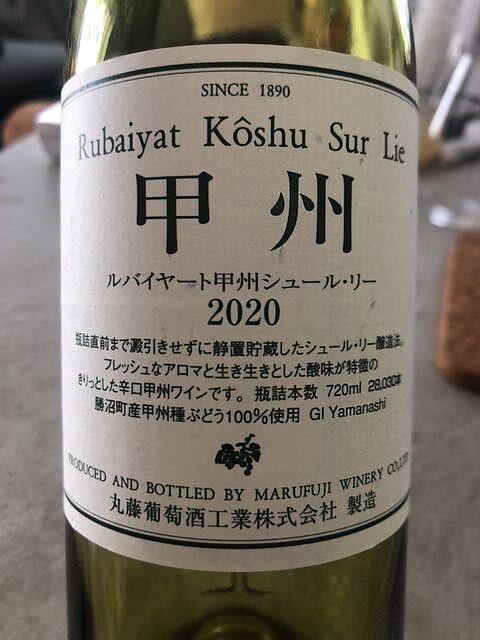 SINCE 1890
Rubaiyat Kôshu Sur Lie
甲州
ルバイヤート甲州シュール・リー
2020
瓶詰直前まで澱引きせずに静置貯蔵したシュール・リー醸造法。
フレッシュなアロマと生き生きとした酸味が特徴の
きりっとした辛口甲州ワインです。 瓶詰本数 720ml 28,030本
勝沼町産甲州種ぶどう100%使用 GI Yamanashi
PRODUCED AND BOTTLED BY MARUFUJI WINERY CO.,LTD
丸藤葡萄酒工業株式会社 製造